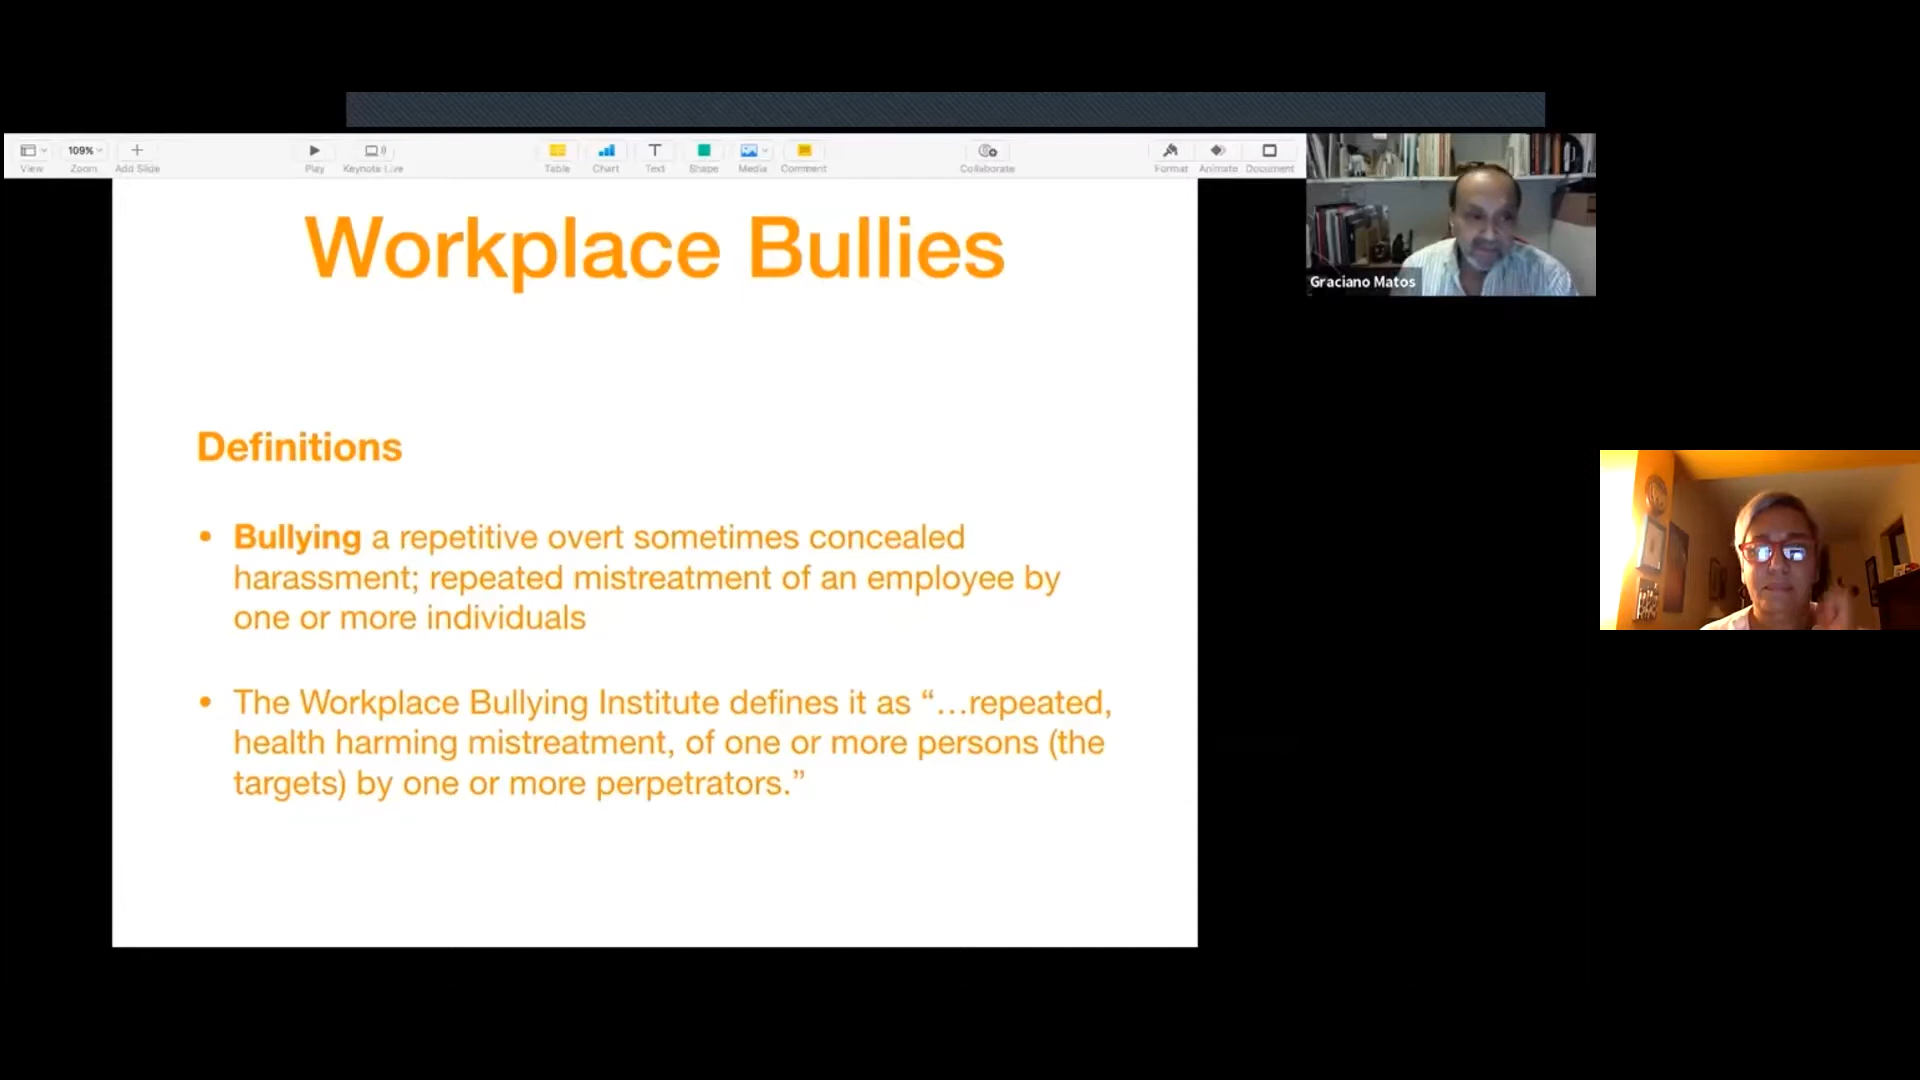 109%
View
Zoom
Add Slide
Play
Keynote Live
Table
Chart
Text
Shape
Media
Comment
Collaborate
Format
Animate
Document
Workplace Bullies
Graciano Matos
Definitions
• Bullying a repetitive overt sometimes concealed
harassment; repeated mistreatment of an employee by
one or more individuals
• The Workplace Bullying Institute defines it as “…repeated,
health harming mistreatment, of one or more persons (the
targets) by one or more perpetrators.”